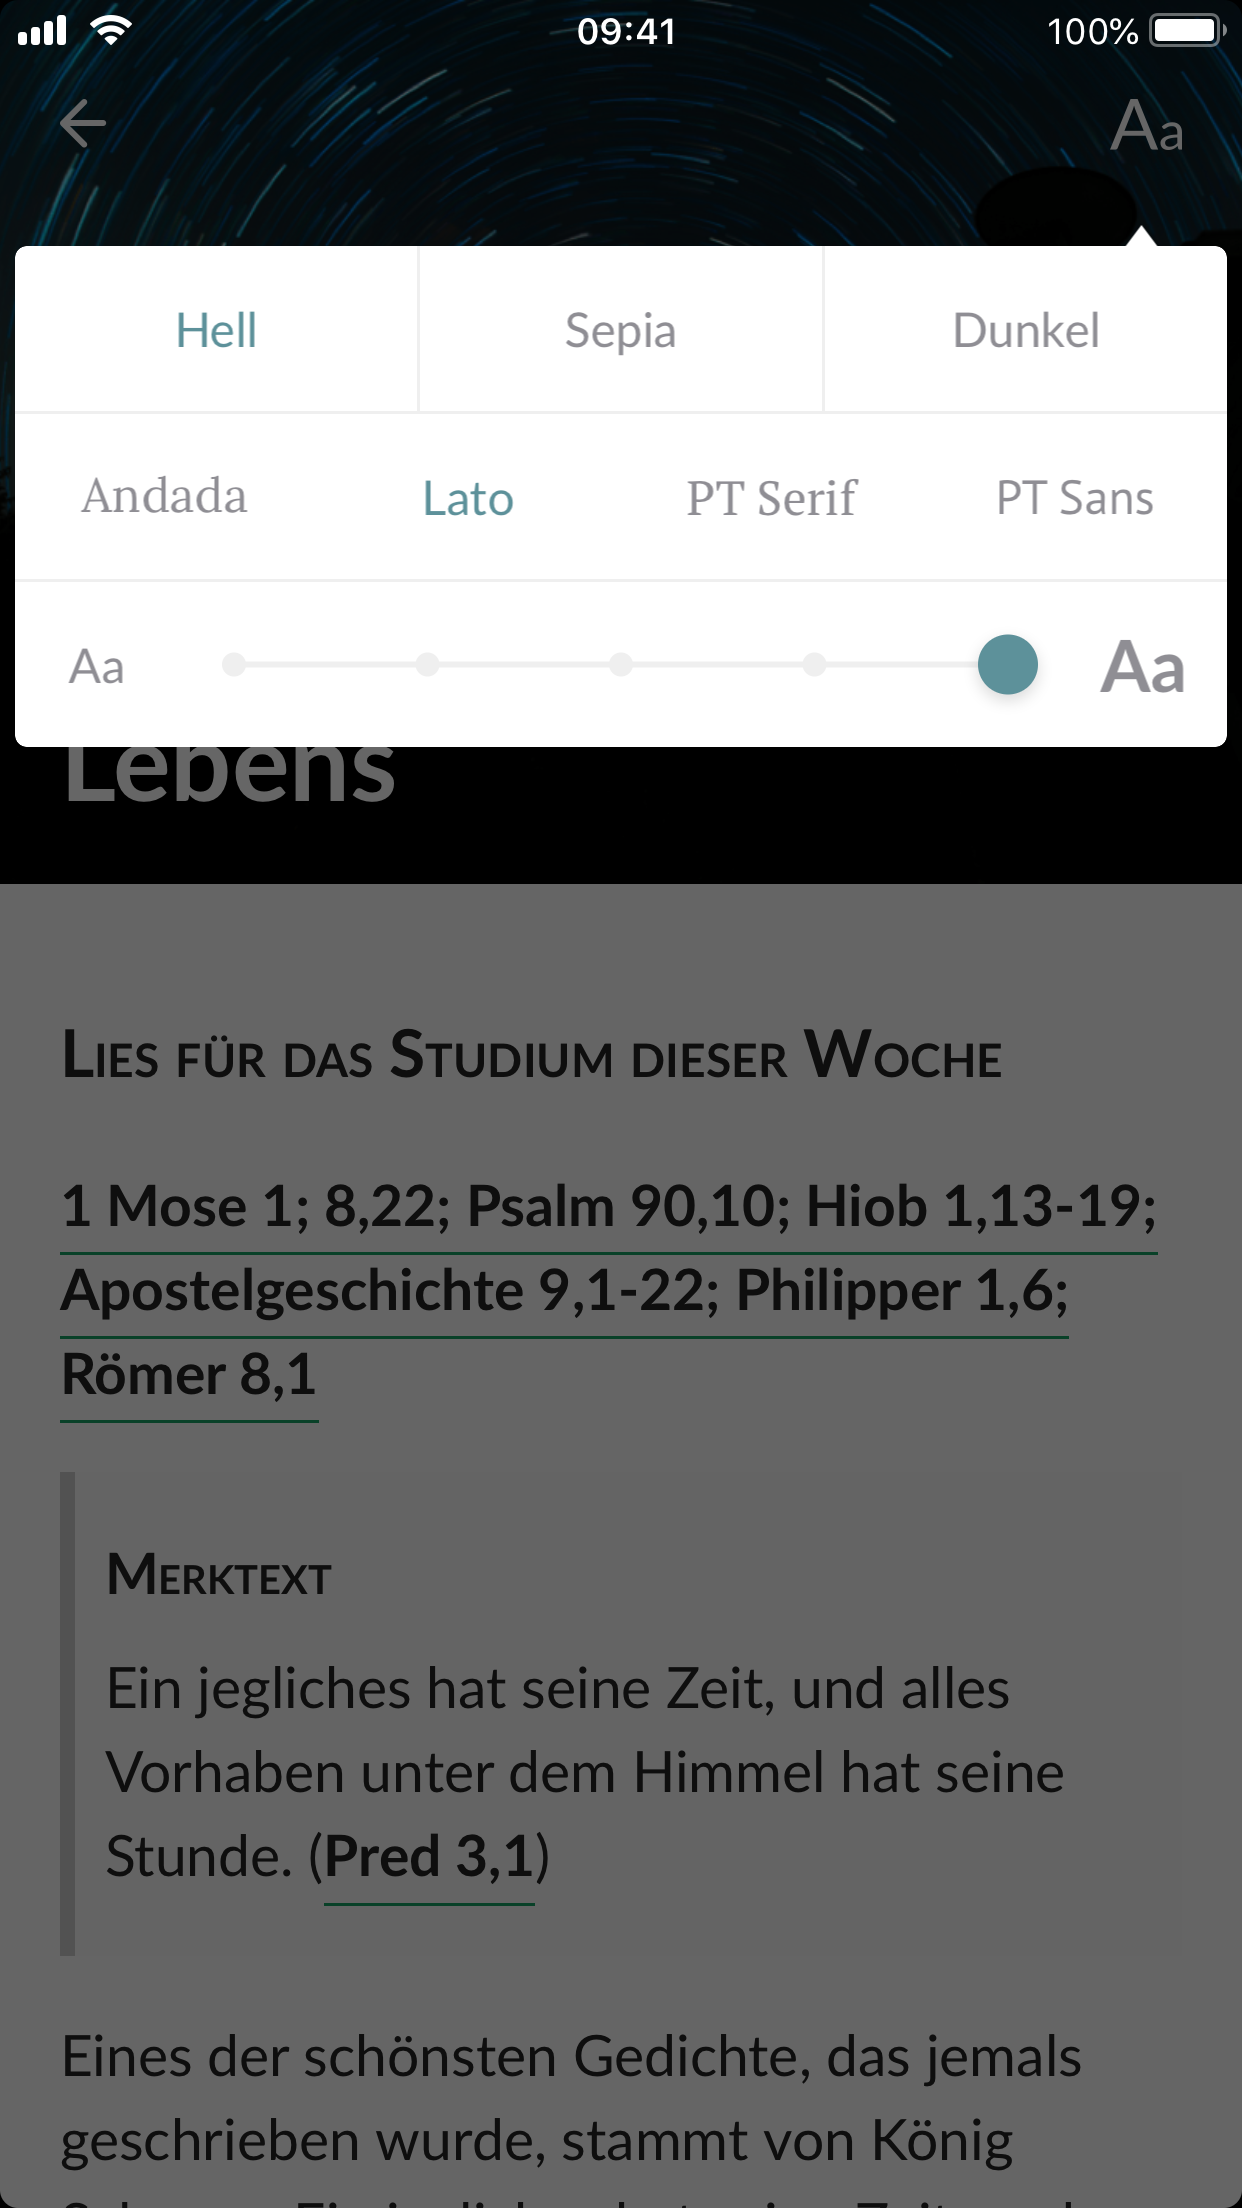 09:41 100%
Aa
Hell Sepia Dunkel
Andada Lato PT Serif PT Sans
Aa Aa
Lebens
Lies für das Studium dieser Woche
1 Mose 1; 8,22; Psalm 90,10; Hiob 1,13-19;
Apostelgeschichte 9,1-22; Philipper 1,6;
Römer 8,1
Merktext
Ein jegliches hat seine Zeit, und alles
Vorhaben unter dem Himmel hat seine
Stunde. (Pred 3,1)
Eines der schönsten Gedichte, das jemals
geschrieben wurde, stammt von König